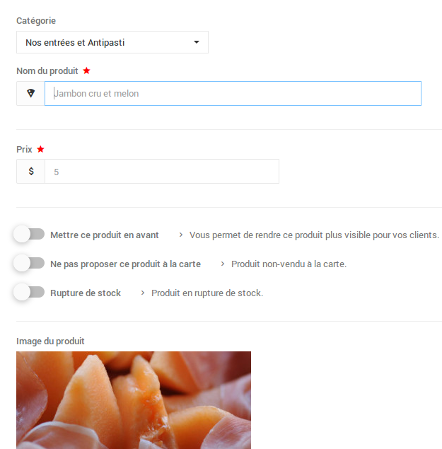 Catégorie
Nos entrées et Antipasti
Nom du produit
Jambon cru et melon
Prix
$ 5
Mettre ce produit en avant > Vous permet de rendre ce produit plus visible pour vos clients.
Ne pas proposer ce produit à la carte > Produit non-vendu à la carte.
Rupture de stock > Produit en rupture de stock.
Image du produit